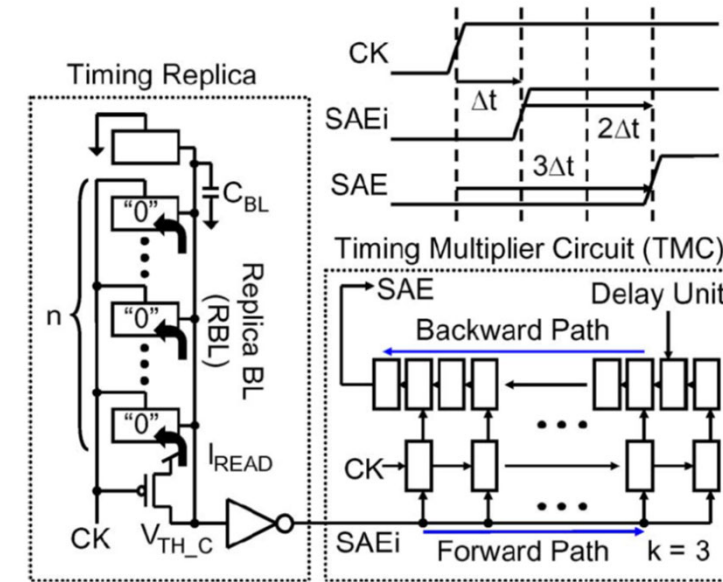 CK
Timing Replica
Δt
SAEi
2Δt
3Δt
SAE
C_BL
"0"
n
"0"
Replica BL
(RBL)
"0"
I_READ
CK
V_TH_C
Timing Multiplier Circuit (TMC)
SAE
Delay Unit
Backward Path
• • •
CK
• • •
SAEi
Forward Path
k = 3